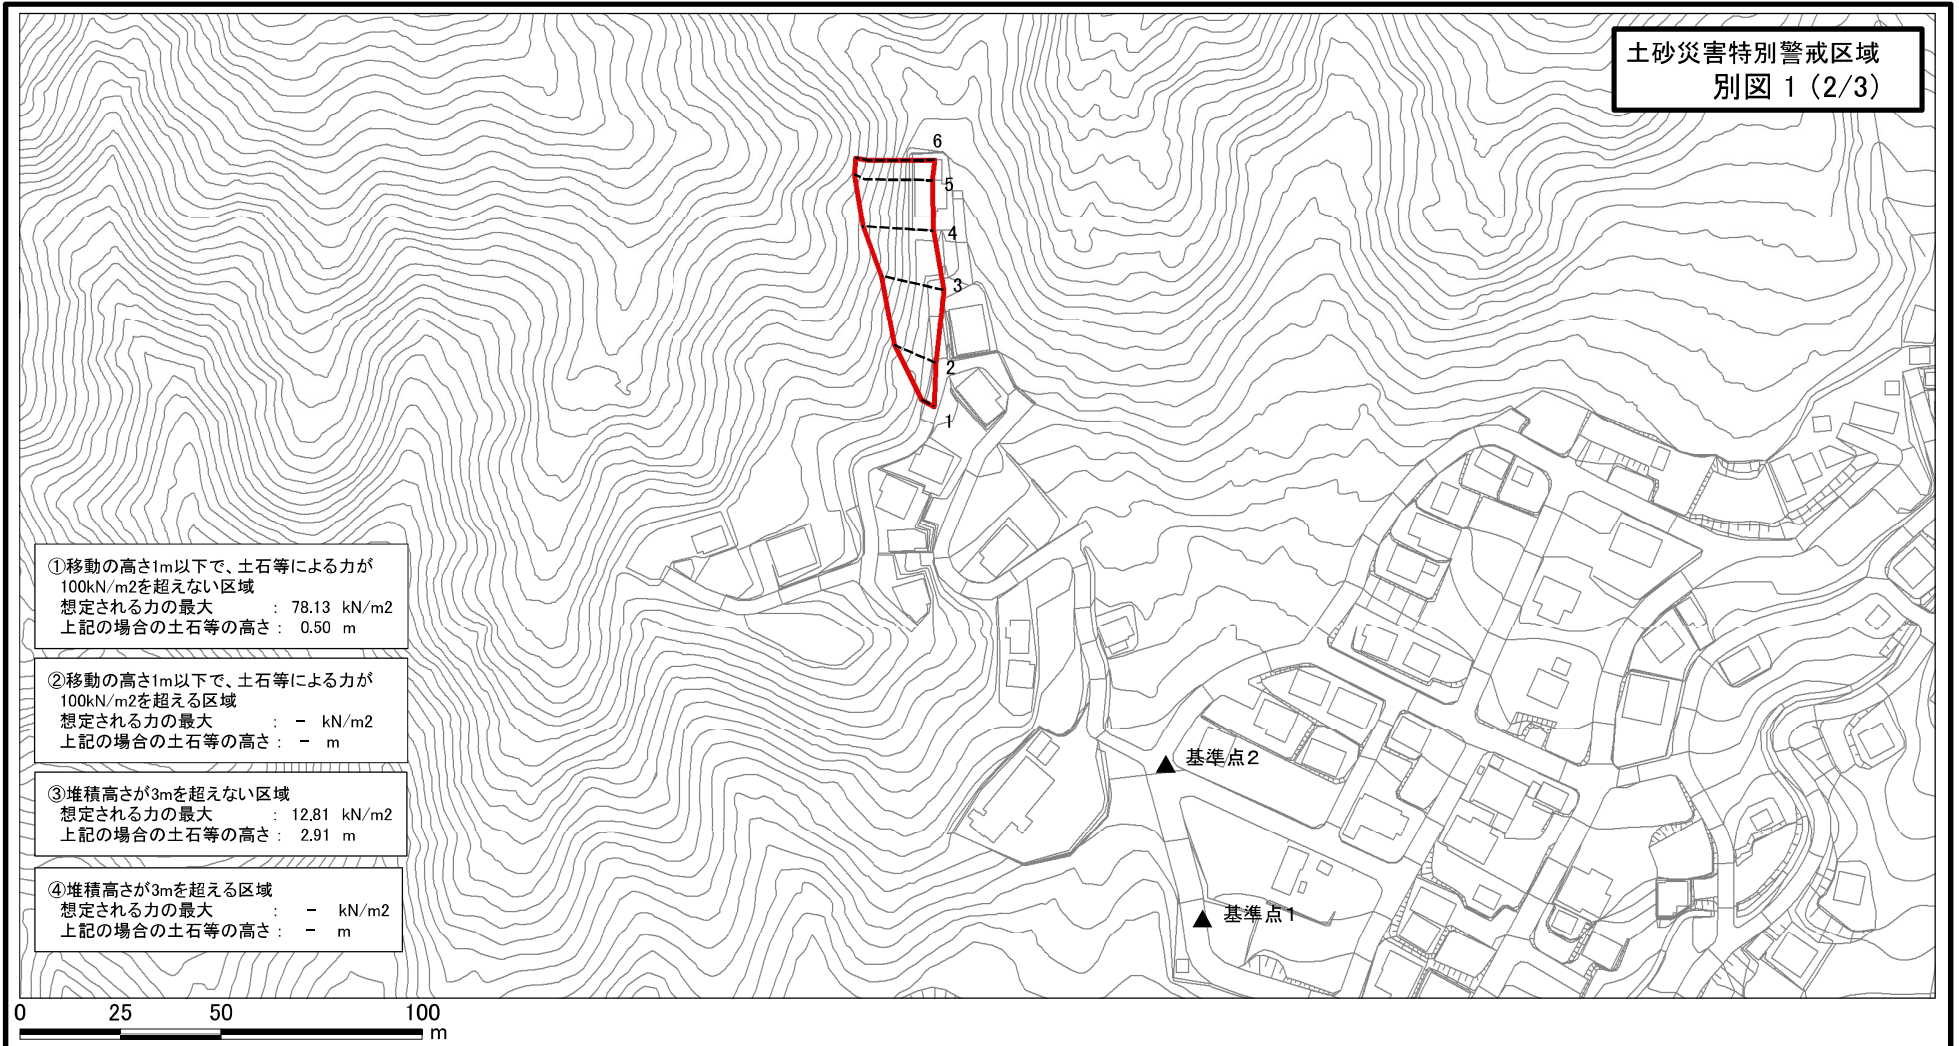 土砂災害特別警戒区域
別図 1 (2/3)
6
5
4
3
2
1
①移動の高さ1m以下で、土石等による力が
100kN/m2を超えない区域
想定される力の最大 : 78.13 kN/m2
上記の場合の土石等の高さ : 0.50 m
②移動の高さ1m以下で、土石等による力が
100kN/m2を超える区域
想定される力の最大 : - kN/m2
上記の場合の土石等の高さ : - m
③堆積高さが3mを超えない区域
想定される力の最大 : 12.81 kN/m2
上記の場合の土石等の高さ : 2.91 m
④堆積高さが3mを超える区域
想定される力の最大 : - kN/m2
上記の場合の土石等の高さ : - m
基準点2
基準点1
0 25 50 100
m